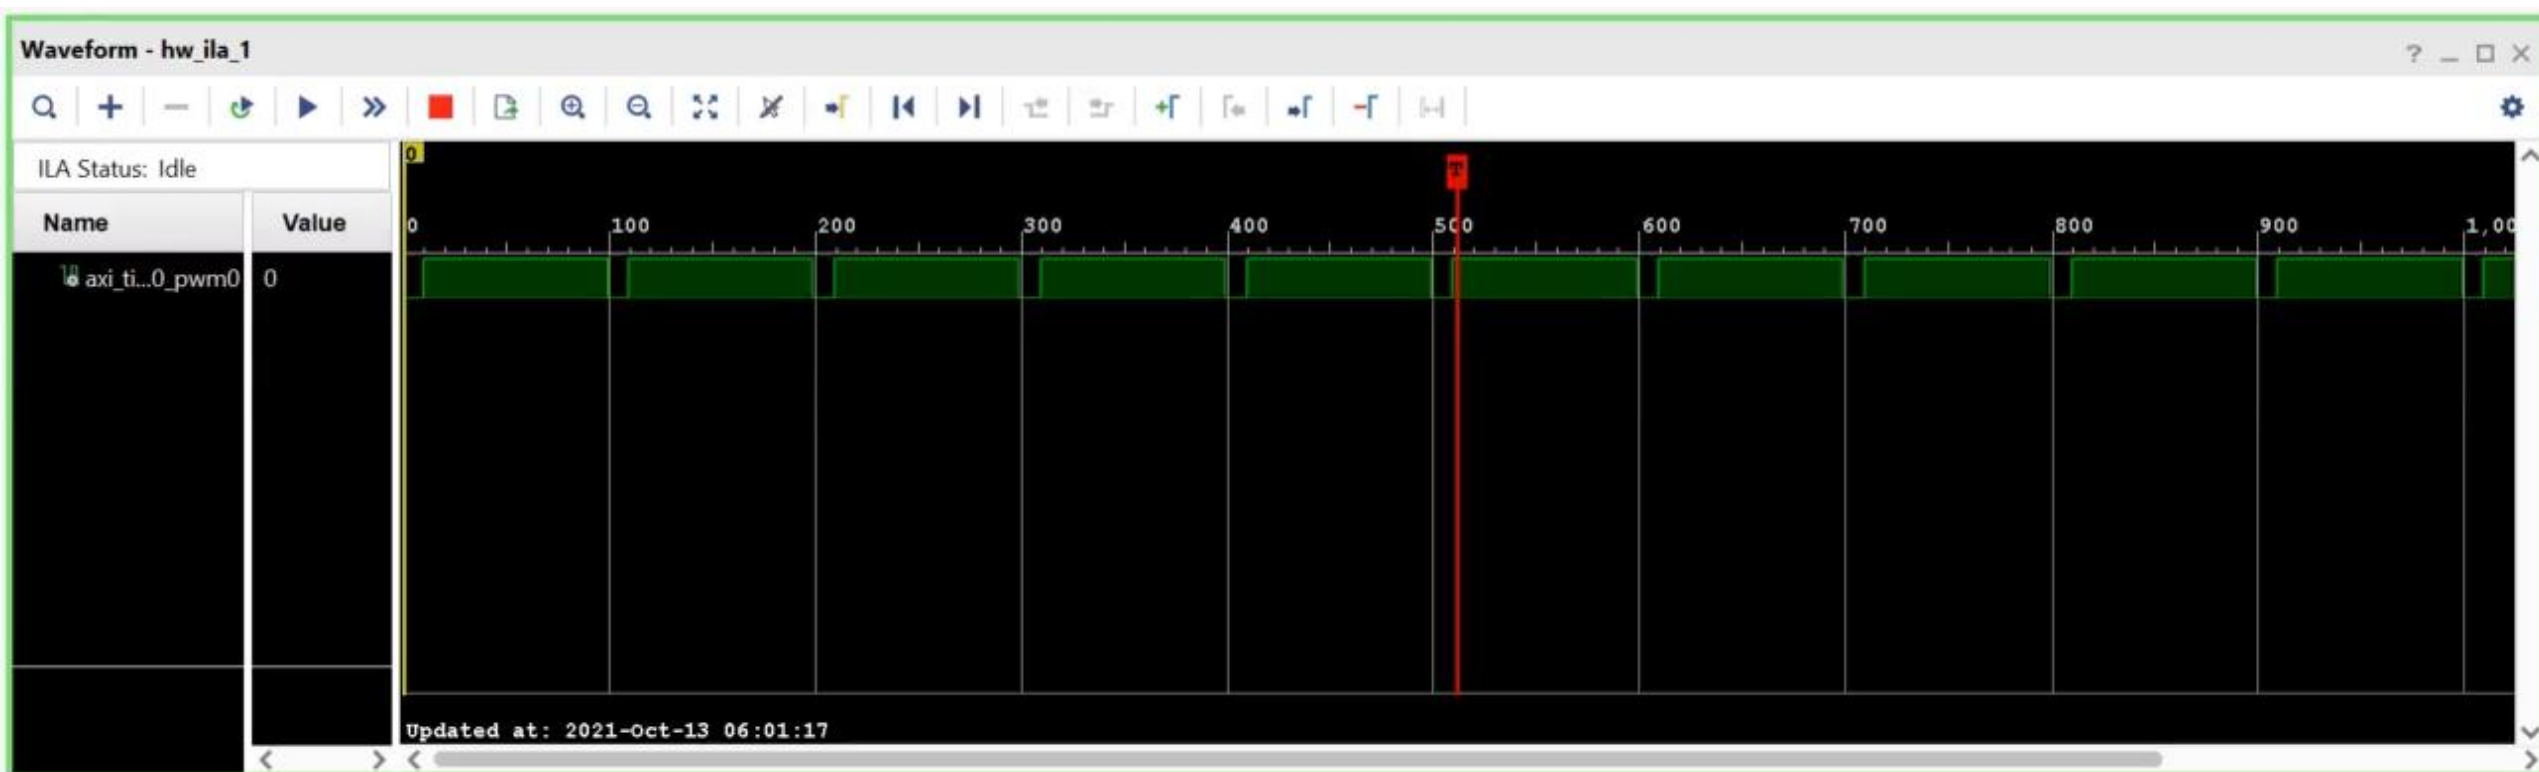 Waveform - hw_ila_1
ILA Status: Idle
Name Value
axi_ti...0_pwm0 0
0
T
0 100 200 300 400 500 600 700 800 900 1,00
Updated at: 2021-Oct-13 06:01:17